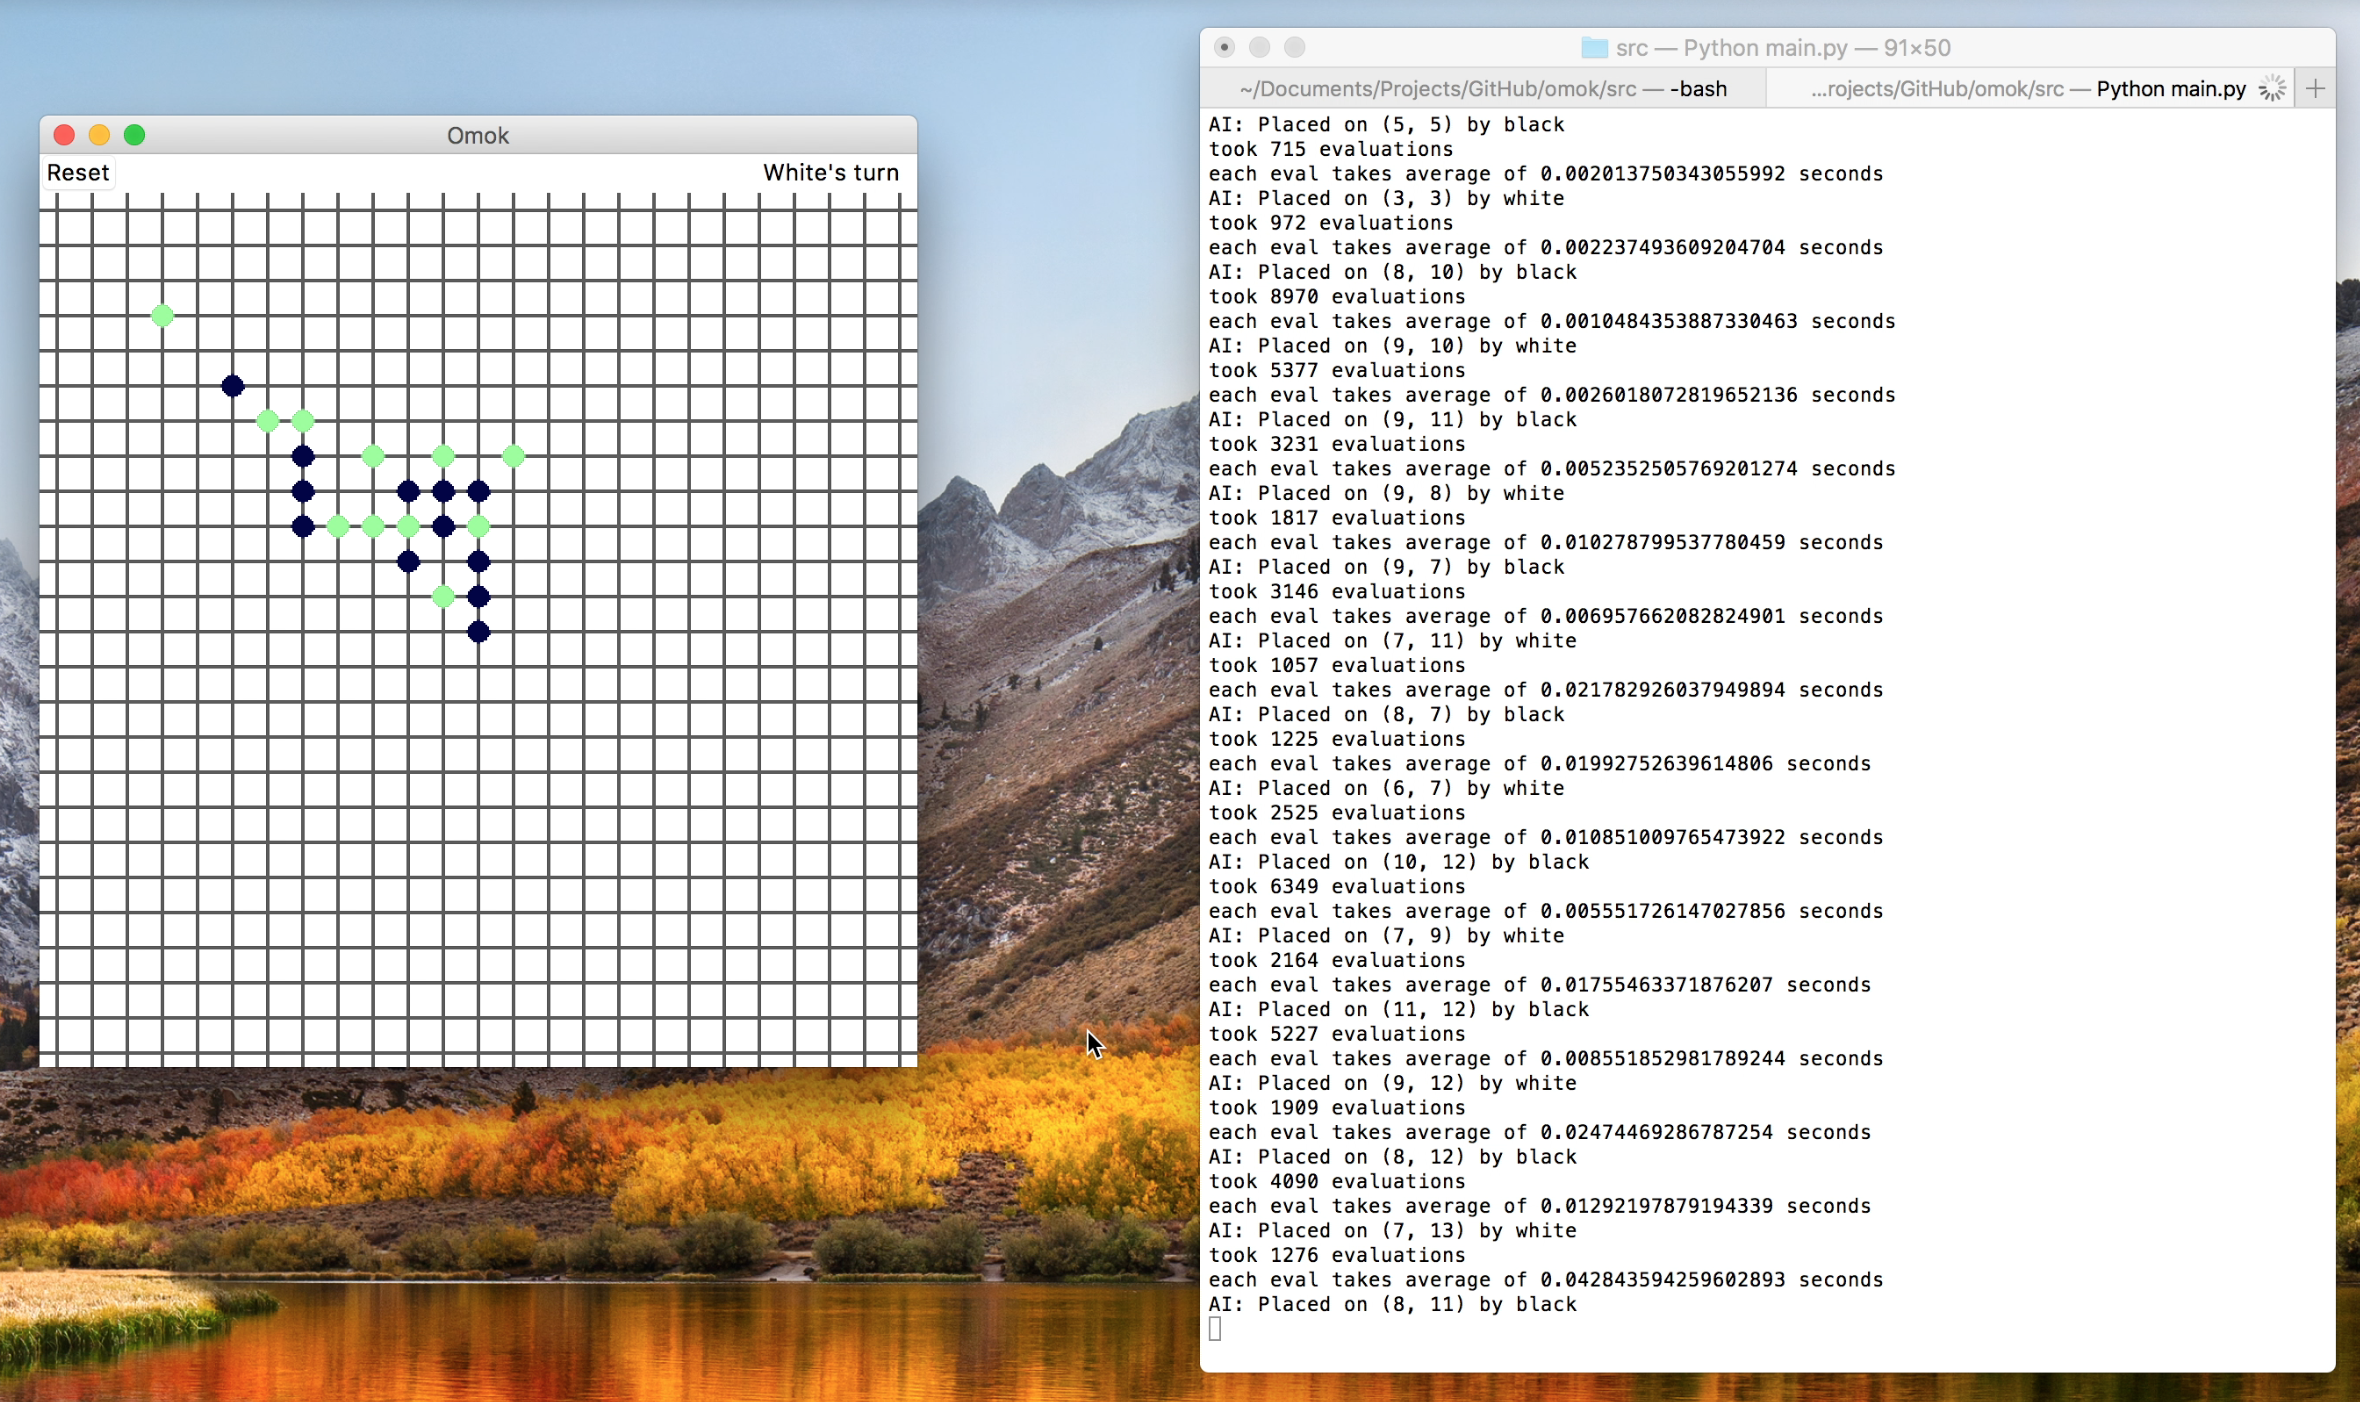 Omok
Reset
White's turn
src — Python main.py — 91×50
~/Documents/Projects/GitHub/omok/src — -bash
...rojects/GitHub/omok/src — Python main.py
AI: Placed on (5, 5) by black
took 715 evaluations
each eval takes average of 0.002013750343055992 seconds
AI: Placed on (3, 3) by white
took 972 evaluations
each eval takes average of 0.002237493609204704 seconds
AI: Placed on (8, 10) by black
took 8970 evaluations
each eval takes average of 0.0010484353887330463 seconds
AI: Placed on (9, 10) by white
took 5377 evaluations
each eval takes average of 0.0026018072819652136 seconds
AI: Placed on (9, 11) by black
took 3231 evaluations
each eval takes average of 0.0052352505769201274 seconds
AI: Placed on (9, 8) by white
took 1817 evaluations
each eval takes average of 0.010278799537780459 seconds
AI: Placed on (9, 7) by black
took 3146 evaluations
each eval takes average of 0.006957662082824901 seconds
AI: Placed on (7, 11) by white
took 1057 evaluations
each eval takes average of 0.021782926037949894 seconds
AI: Placed on (8, 7) by black
took 1225 evaluations
each eval takes average of 0.01992752639614806 seconds
AI: Placed on (6, 7) by white
took 2525 evaluations
each eval takes average of 0.010851009765473922 seconds
AI: Placed on (10, 12) by black
took 6349 evaluations
each eval takes average of 0.005551726147027856 seconds
AI: Placed on (7, 9) by white
took 2164 evaluations
each eval takes average of 0.01755463371876207 seconds
AI: Placed on (11, 12) by black
took 5227 evaluations
each eval takes average of 0.008551852981789244 seconds
AI: Placed on (9, 12) by white
took 1909 evaluations
each eval takes average of 0.02474469286787254 seconds
AI: Placed on (8, 12) by black
took 4090 evaluations
each eval takes average of 0.01292197879194339 seconds
AI: Placed on (7, 13) by white
took 1276 evaluations
each eval takes average of 0.042843594259602893 seconds
AI: Placed on (8, 11) by black